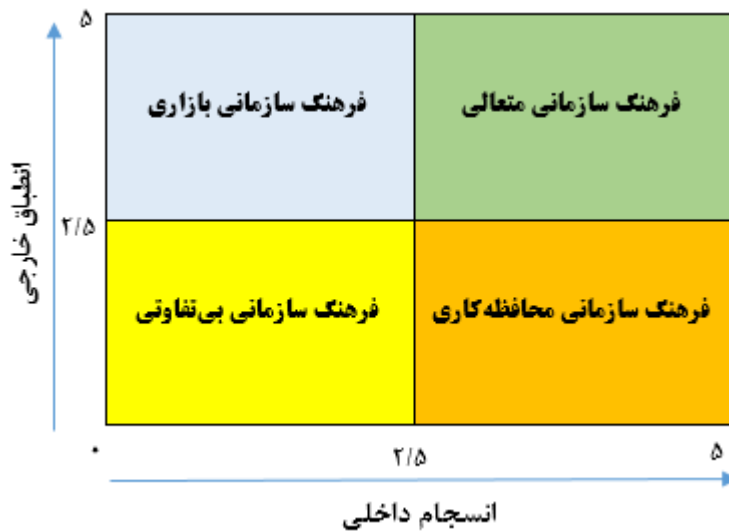 ۵
فرهنگ سازمانی متعالی
فرهنگ سازمانی بازاری
انطباق خارجی
۲/۵
فرهنگ سازمانی محافظه‌کاری
فرهنگ سازمانی بی‌تفاوتی
۰
۲/۵
۵
انسجام داخلی